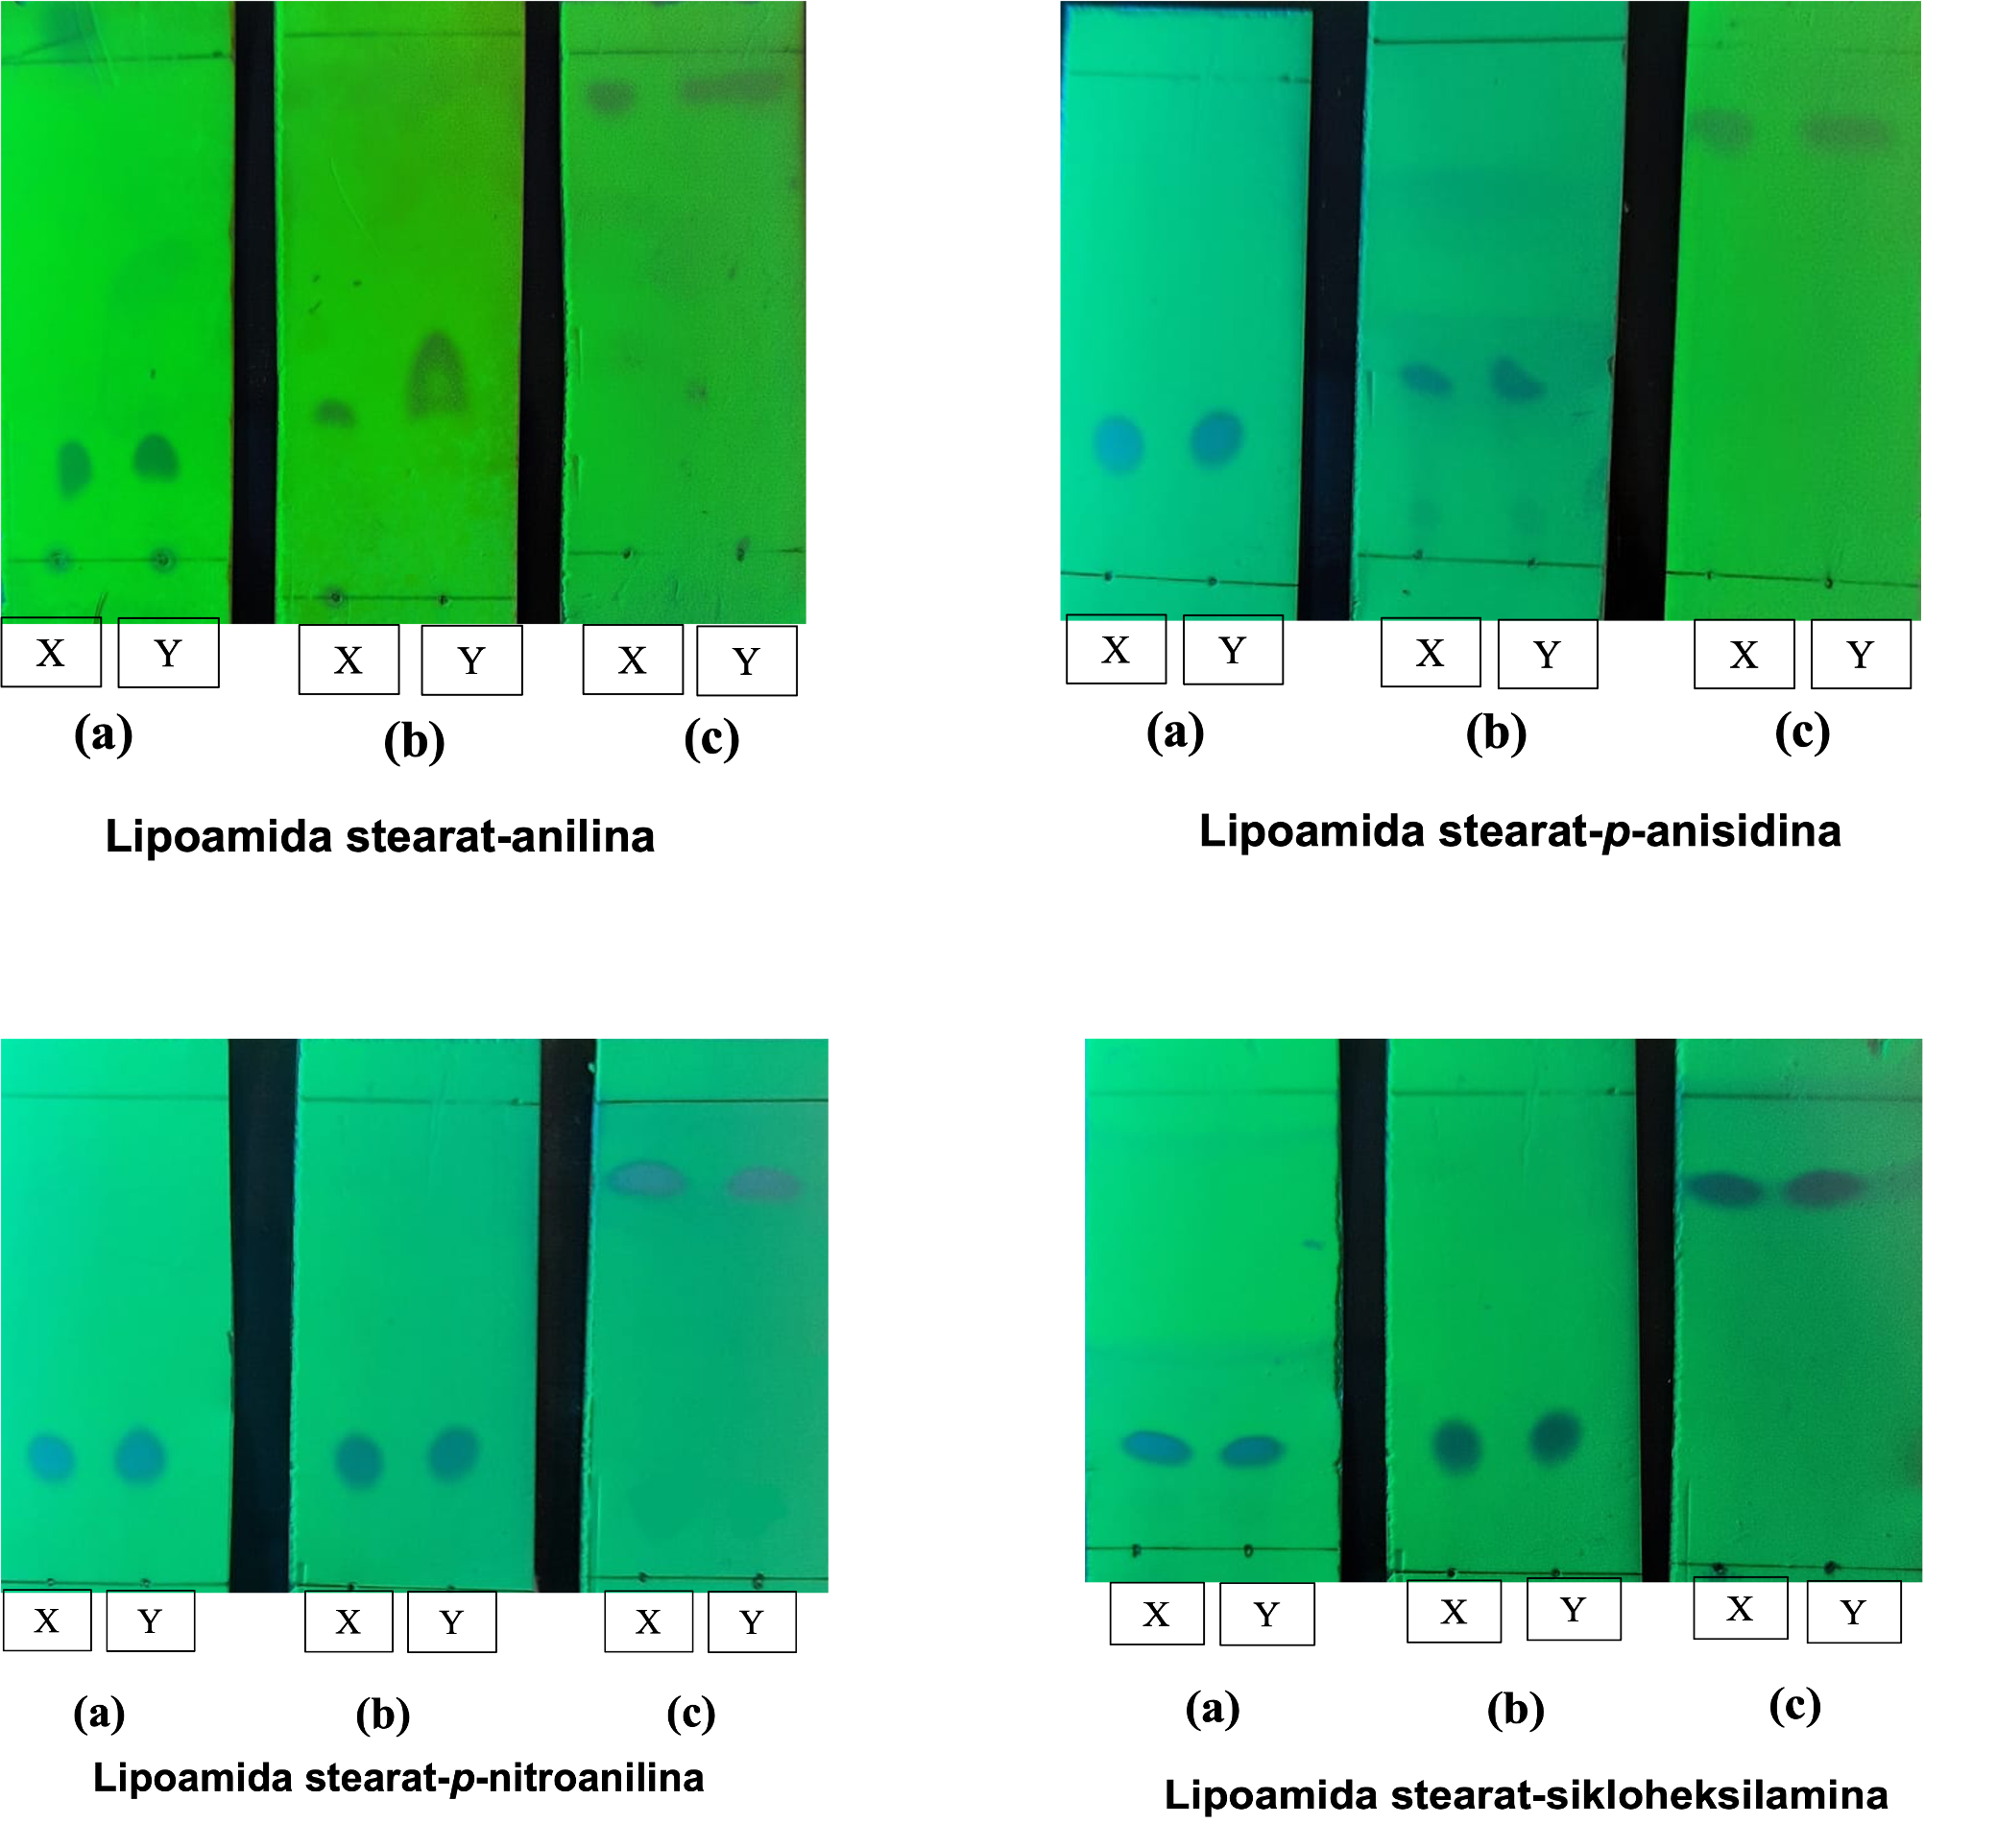 X Y X Y X Y
(a) (b) (c)
Lipoamida stearat-anilina
X Y X Y X Y
(a) (b) (c)
Lipoamida stearat-p-anisidina
X Y X Y X Y
(a) (b) (c)
Lipoamida stearat-p-nitroanilina
X Y X Y X Y
(a) (b) (c)
Lipoamida stearat-sikloheksilamina